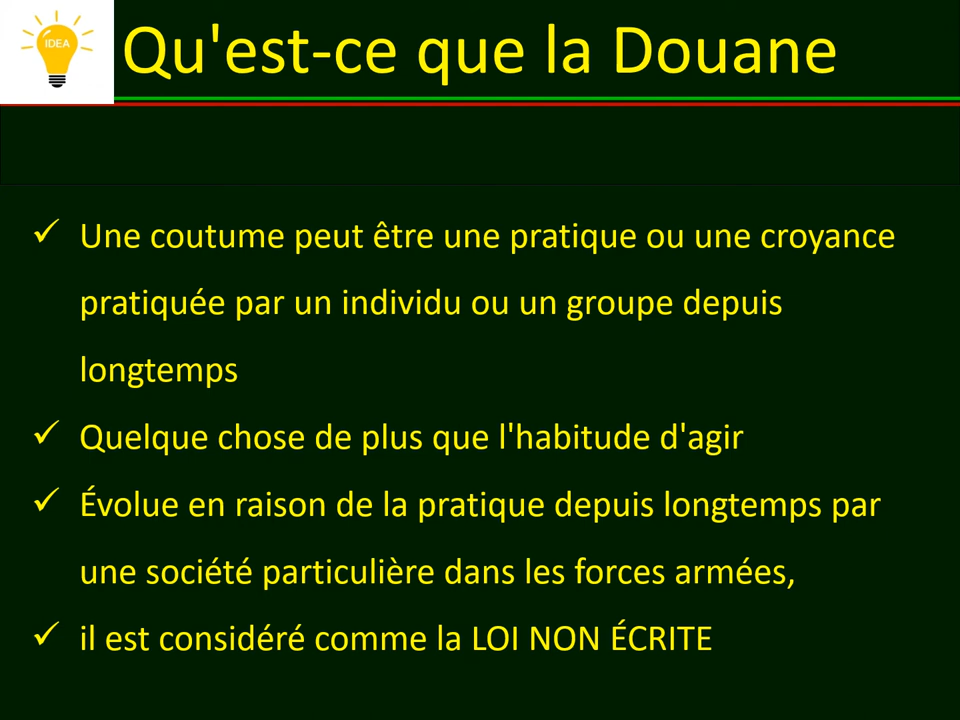 IDEA
Qu'est-ce que la Douane
✓ Une coutume peut être une pratique ou une croyance
pratiquée par un individu ou un groupe depuis
longtemps
✓ Quelque chose de plus que l'habitude d'agir
✓ Évolue en raison de la pratique depuis longtemps par
une société particulière dans les forces armées,
✓ il est considéré comme la LOI NON ÉCRITE